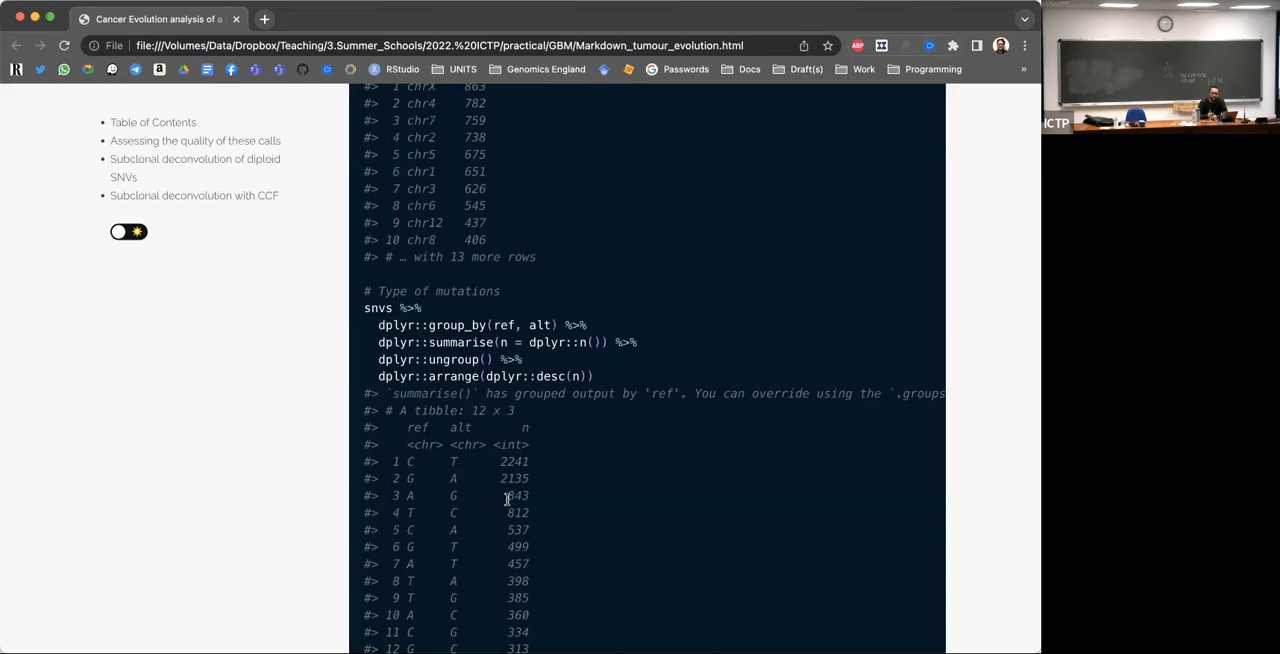 Cancer Evolution analysis of a
File
file:///Volumes/Data/Dropbox/Teaching/3.Summer_Schools/2022.%20ICTP/practical/GBM/Markdown_tumour_evolution.html
ABP
RStudio
UNITS
Genomics England
Passwords
Docs
Draft(s)
Work
Programming
»
Table of Contents
Assessing the quality of these calls
Subclonal deconvolution of diploid
SNVs
Subclonal deconvolution with CCF
#> 1 chrX 863
#> 2 chr4 782
#> 3 chr7 759
#> 4 chr2 738
#> 5 chr5 675
#> 6 chr1 651
#> 7 chr3 626
#> 8 chr6 545
#> 9 chr12 437
#> 10 chr8 406
#> # … with 13 more rows
# Type of mutations
snvs %>%
dplyr::group_by(ref, alt) %>%
dplyr::summarise(n = dplyr::n()) %>%
dplyr::ungroup() %>%
dplyr::arrange(dplyr::desc(n))
#> `summarise()` has grouped output by 'ref'. You can override using the `.groups
#> # A tibble: 12 x 3
#> ref alt n
#> <chr> <chr> <int>
#> 1 C T 2241
#> 2 G A 2135
#> 3 A G 843
#> 4 T C 812
#> 5 C A 537
#> 6 G T 499
#> 7 A T 457
#> 8 T A 398
#> 9 T G 385
#> 10 A C 360
#> 11 C G 334
#> 12 G C 313
ICTP